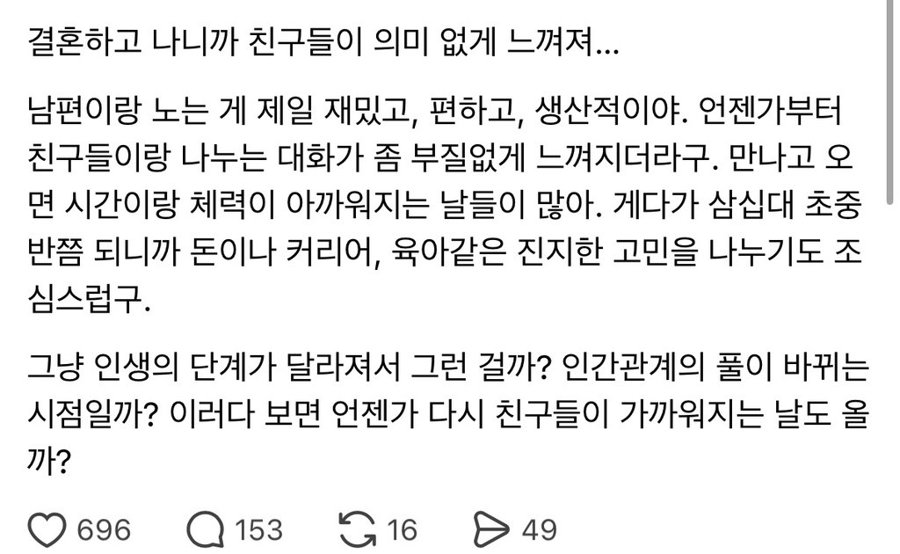 결혼하고 나니까 친구들이 의미 없게 느껴져...
남편이랑 노는 게 제일 재밌고, 편하고, 생산적이야. 언젠가부터
친구들이랑 나누는 대화가 좀 부질없게 느껴지더라구. 만나고 오
면 시간이랑 체력이 아까워지는 날들이 많아. 게다가 삼십대 초중
반쯤 되니까 돈이나 커리어, 육아같은 진지한 고민을 나누기도 조
심스럽구.
그냥 인생의 단계가 달라져서 그런 걸까? 인간관계의 풀이 바뀌는
시점일까? 이러다 보면 언젠가 다시 친구들이 가까워지는 날도 올
까?
696 153 16 49